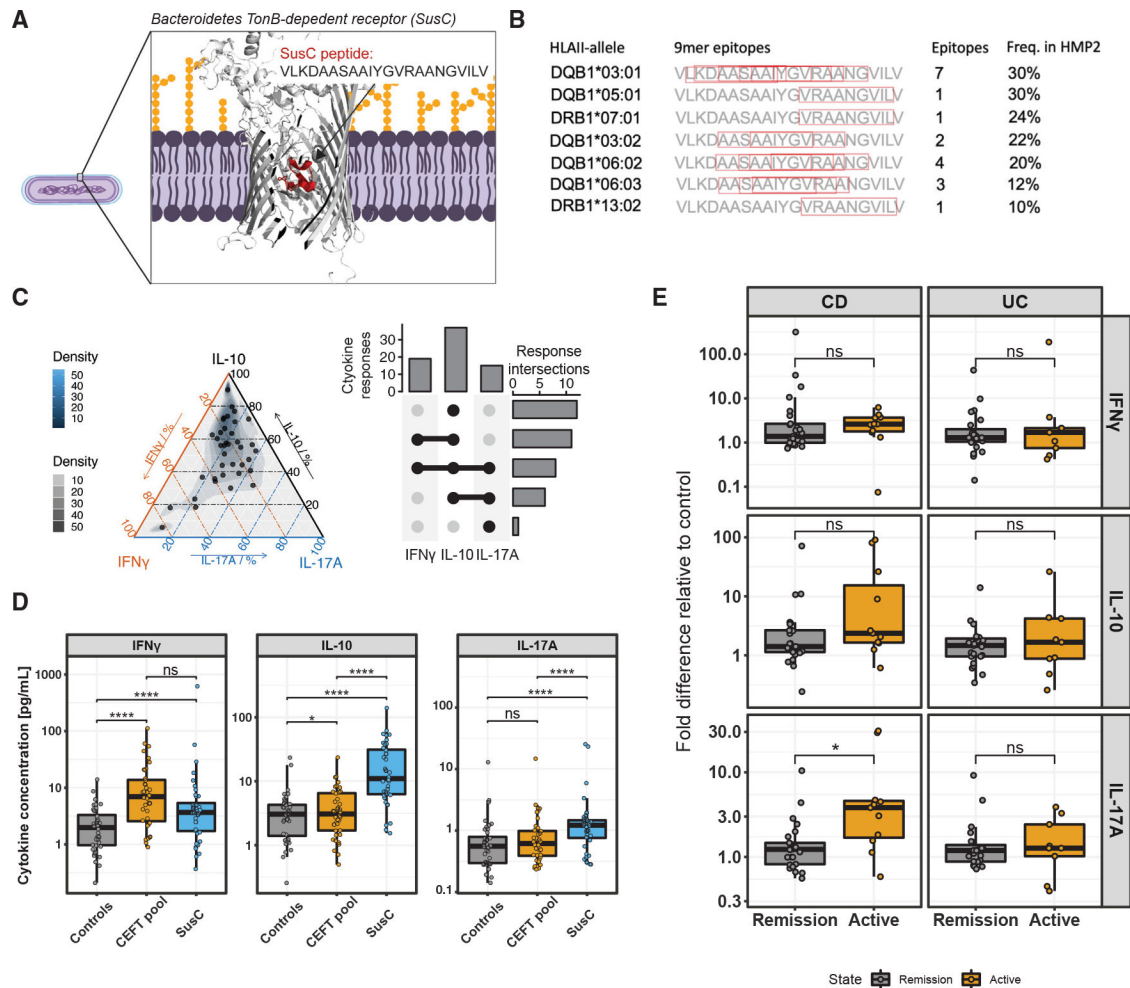 A
Bacteroidetes TonB-depedent receptor (SusC)
SusC peptide:
VLKDAASAAIYGVRAANGVILV
B
HLAII-allele 9mer epitopes Epitopes Freq. in HMP2
DQB1*03:01 VLKDAASAAIYGVRAANGVILV 7 30%
DQB1*05:01 VLKDAASAAIYGVRAANGVILV 1 30%
DRB1*07:01 VLKDAASAAIYGVRAANGVILV 1 24%
DQB1*03:02 VLKDAASAAIYGVRAANGVILV 2 22%
DQB1*06:02 VLKDAASAAIYGVRAANGVILV 4 20%
DQB1*06:03 VLKDAASAAIYGVRAANGVILV 3 12%
DRB1*13:02 VLKDAASAAIYGVRAANGVILV 1 10%
C
Density
50
40
30
20
10
Density
10
20
30
40
50
IL-10
100
80
60
40
20
20
40
60
80
100
20
40
60
80
100
IFNγ / %
IL-10 / %
IL-17A / %
IFNγ
IL-17A
Ctyokine
responses
30
20
10
0
Response
intersections
0 5 10
IFNγ IL-10 IL-17A
D
Cytokine concentration [pg/mL]
IFNγ
1000
100
10
1
ns
****
****
Controls
CEFT pool
SusC
IL-10
100
10
1
****
****
*
Controls
CEFT pool
SusC
IL-17A
100
10
1
0.1
****
****
ns
Controls
CEFT pool
SusC
E
CD UC
Fold difference relative to control
IFNγ
100.0
10.0
1.0
0.1
ns ns
IL-10
100
10
1
ns ns
IL-17A
30.0
10.0
3.0
1.0
0.3
* ns
Remission Active Remission Active
State Remission Active